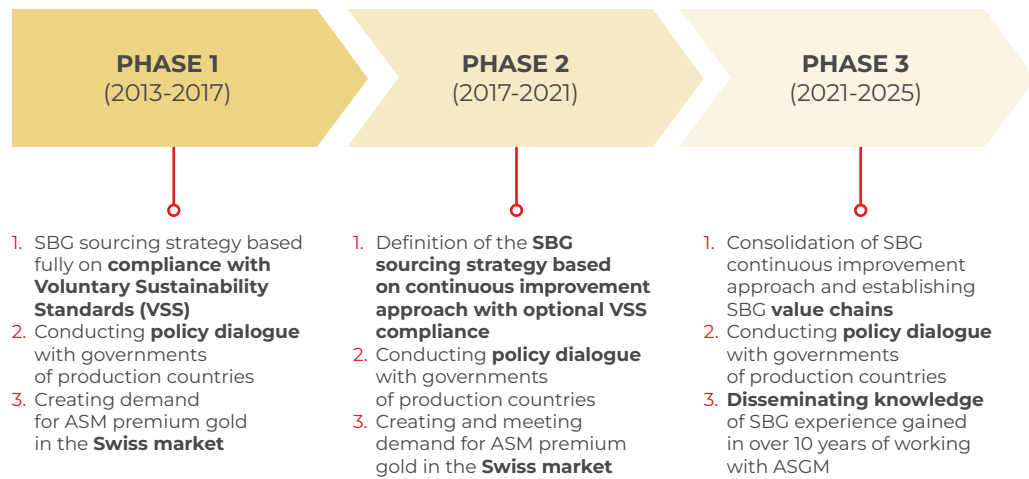 PHASE 1
(2013-2017)
PHASE 2
(2017-2021)
PHASE 3
(2021-2025)
1. SBG sourcing strategy based
fully on compliance with
Voluntary Sustainability
Standards (VSS)
2. Conducting policy dialogue
with governments
of production countries
3. Creating demand
for ASM premium gold
in the Swiss market
1. Definition of the SBG
sourcing strategy based
on continuous improvement
approach with optional VSS
compliance
2. Conducting policy dialogue
with governments
of production countries
3. Creating and meeting
demand for ASM premium
gold in the Swiss market
1. Consolidation of SBG
continuous improvement
approach and establishing
SBG value chains
2. Conducting policy dialogue
with governments
of production countries
3. Disseminating knowledge
of SBG experience gained
in over 10 years of working
with ASGM